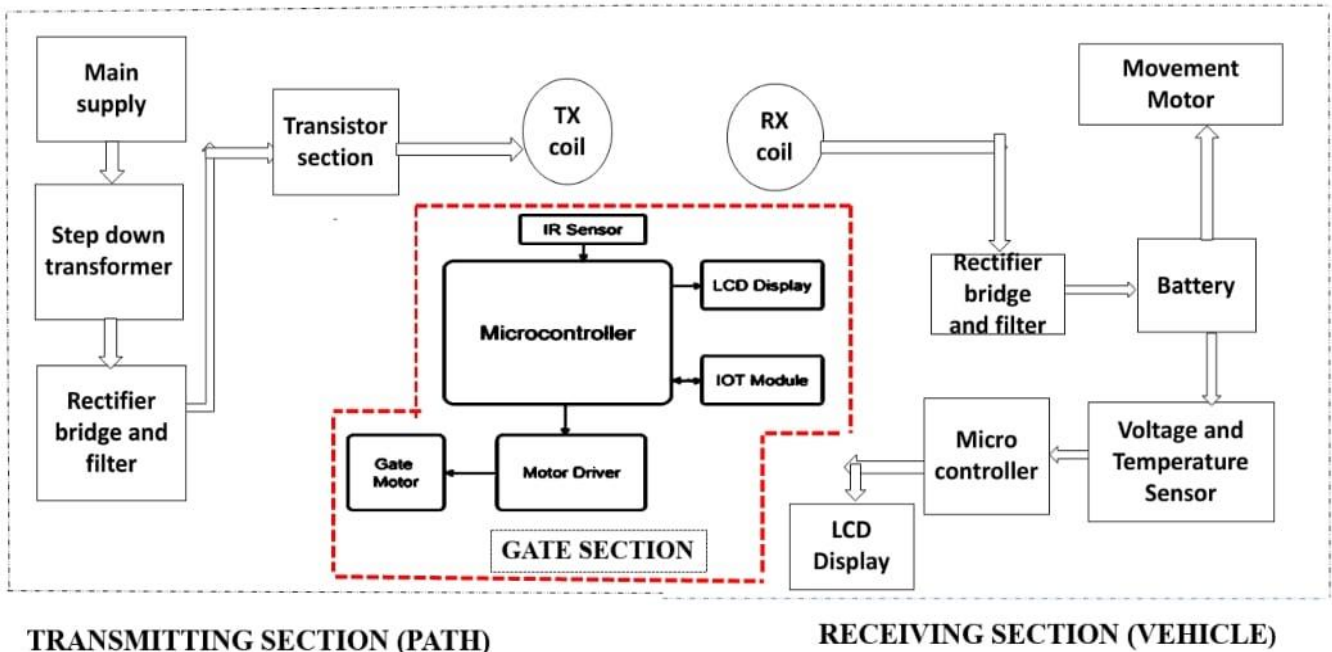 Main
supply
Step down
transformer
Rectifier
bridge and
filter
Transistor
section
TX
coil
RX
coil
Movement
Motor
Rectifier
bridge
and filter
Battery
Voltage and
Temperature
Sensor
Micro
controller
LCD
Display
IR Sensor
Microcontroller
LCD Display
IOT Module
Motor Driver
Gate
Motor
GATE SECTION
TRANSMITTING SECTION (PATH)
RECEIVING SECTION (VEHICLE)